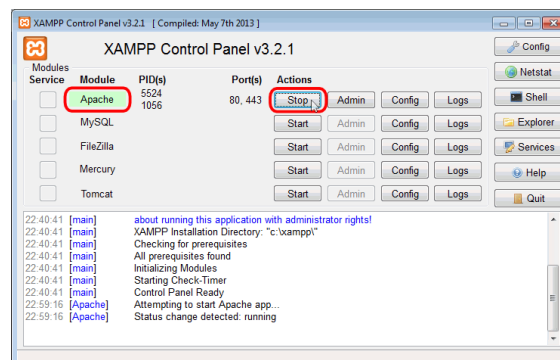 XAMPP Control Panel v3.2.1 [ Compiled: May 7th 2013 ]
XAMPP Control Panel v3.2.1
Config
Modules
Service Module PID(s) Port(s) Actions
Netstat
Apache 5524 1056 80, 443 Stop Admin Config Logs
Shell
MySQL Start Admin Config Logs
Explorer
FileZilla Start Admin Config Logs
Services
Mercury Start Admin Config Logs
Help
Tomcat Start Admin Config Logs
Quit
22:40:41 [main] about running this application with administrator rights!
22:40:41 [main] XAMPP Installation Directory: "c:\xampp\"
22:40:41 [main] Checking for prerequisites
22:40:41 [main] All prerequisites found
22:40:41 [main] Initializing Modules
22:40:41 [main] Starting Check-Timer
22:40:41 [main] Control Panel Ready
22:59:16 [Apache] Attempting to start Apache app...
22:59:16 [Apache] Status change detected: running